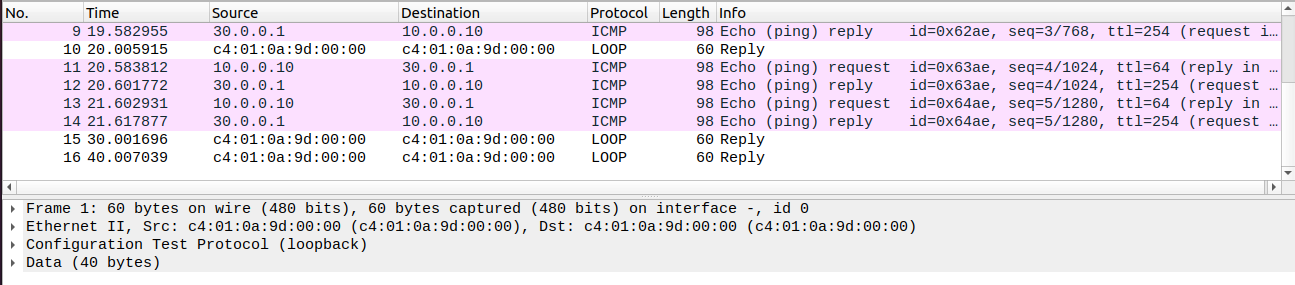 No. Time Source Destination Protocol Length Info
9 19.582955 30.0.0.1 10.0.0.10 ICMP 98 Echo (ping) reply id=0x62ae, seq=3/768, ttl=254 (request i…
10 20.005915 c4:01:0a:9d:00:00 c4:01:0a:9d:00:00 LOOP 60 Reply
11 20.583812 10.0.0.10 30.0.0.1 ICMP 98 Echo (ping) request id=0x63ae, seq=4/1024, ttl=64 (reply in …
12 20.601772 30.0.0.1 10.0.0.10 ICMP 98 Echo (ping) reply id=0x63ae, seq=4/1024, ttl=254 (request …
13 21.602931 10.0.0.10 30.0.0.1 ICMP 98 Echo (ping) request id=0x64ae, seq=5/1280, ttl=64 (reply in …
14 21.617877 30.0.0.1 10.0.0.10 ICMP 98 Echo (ping) reply id=0x64ae, seq=5/1280, ttl=254 (request …
15 30.001696 c4:01:0a:9d:00:00 c4:01:0a:9d:00:00 LOOP 60 Reply
16 40.007039 c4:01:0a:9d:00:00 c4:01:0a:9d:00:00 LOOP 60 Reply
Frame 1: 60 bytes on wire (480 bits), 60 bytes captured (480 bits) on interface -, id 0
Ethernet II, Src: c4:01:0a:9d:00:00 (c4:01:0a:9d:00:00), Dst: c4:01:0a:9d:00:00 (c4:01:0a:9d:00:00)
Configuration Test Protocol (loopback)
Data (40 bytes)